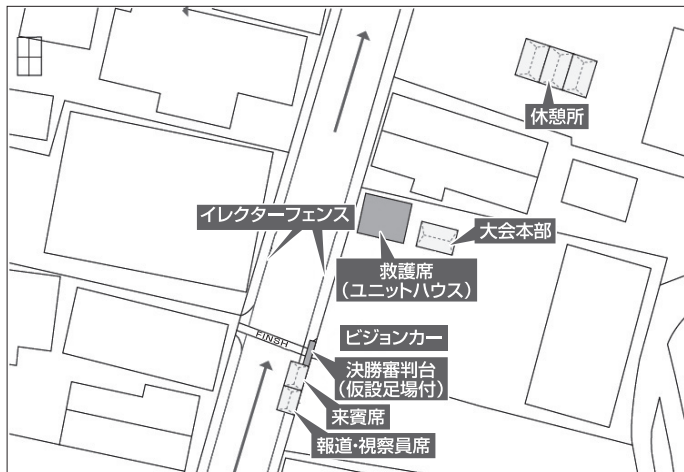 休憩所
イレクターフェンス
大会本部
救護席
(ユニットハウス)
FINSH
ビジョンカー
決勝審判台
(仮設足場付)
来賓席
報道・視察員席